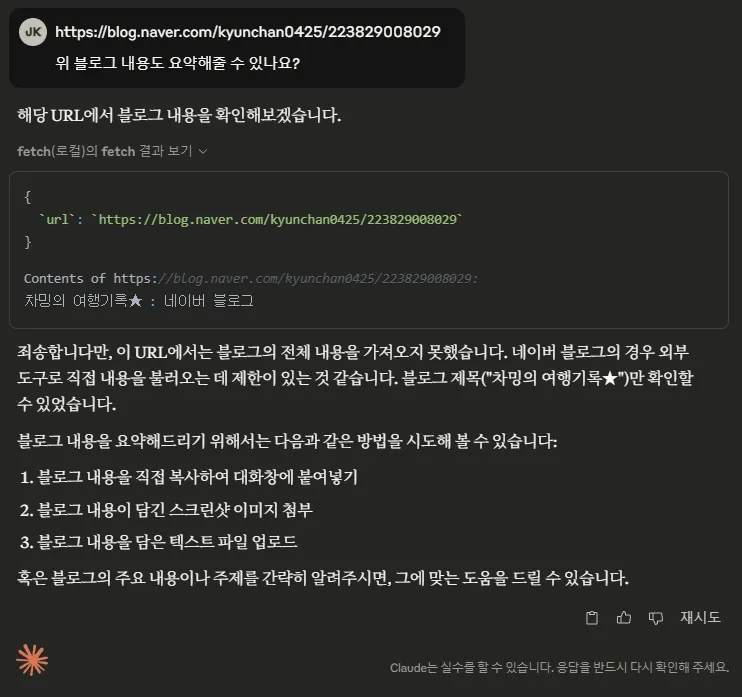 JK
https://blog.naver.com/kyunchan0425/223829008029
위 블로그 내용도 요약해줄 수 있나요?
해당 URL에서 블로그 내용을 확인해보겠습니다.
fetch(로컬)의 fetch 결과 보기
{
`url`: `https://blog.naver.com/kyunchan0425/223829008029`
}
Contents of https://blog.naver.com/kyunchan0425/223829008029:
차밍의 여행기록★ : 네이버 블로그
죄송합니다만, 이 URL에서는 블로그의 전체 내용을 가져오지 못했습니다. 네이버 블로그의 경우 외부
도구로 직접 내용을 불러오는 데 제한이 있는 것 같습니다. 블로그 제목("차밍의 여행기록★")만 확인할
수 있었습니다.
블로그 내용을 요약해드리기 위해서는 다음과 같은 방법을 시도해 볼 수 있습니다:
1. 블로그 내용을 직접 복사하여 대화창에 붙여넣기
2. 블로그 내용이 담긴 스크린샷 이미지 첨부
3. 블로그 내용을 담은 텍스트 파일 업로드
혹은 블로그의 주요 내용이나 주제를 간략히 알려주시면, 그에 맞는 도움을 드릴 수 있습니다.
재시도
Claude는 실수를 할 수 있습니다. 응답을 반드시 다시 확인해 주세요.